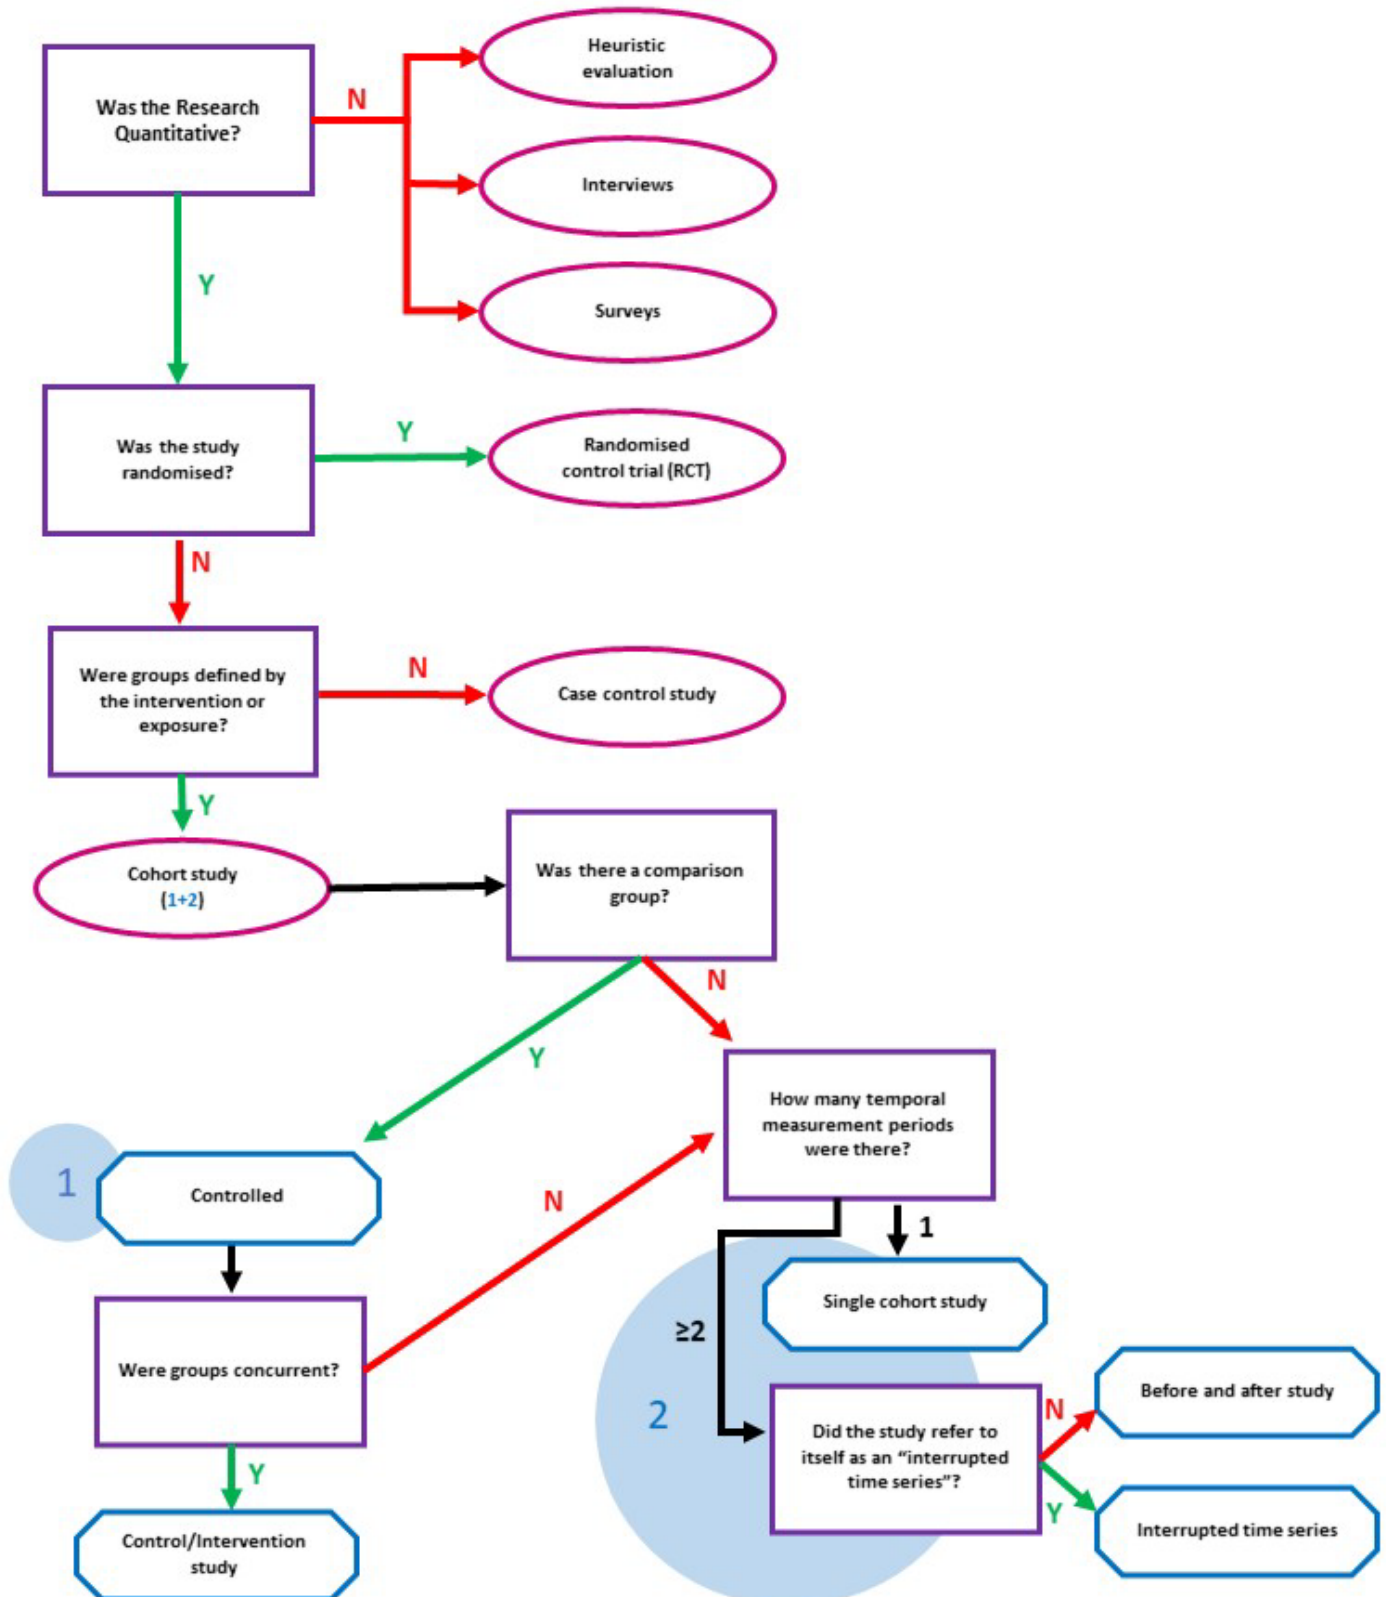 Was the Research
Quantitative?
N
Heuristic
evaluation
Interviews
Surveys
Y
Was the study
randomised?
Y
Randomised
control trial (RCT)
N
Were groups defined by
the intervention or
exposure?
N
Case control study
Y
Cohort study
(1+2)
Was there a comparison
group?
N
Y
How many temporal
measurement periods
were there?
1
Controlled
N
1
Single cohort study
≥2
Were groups concurrent?
2
Did the study refer to
itself as an “interrupted
time series”?
N
Before and after study
Y
Interrupted time series
Y
Control/Intervention
study